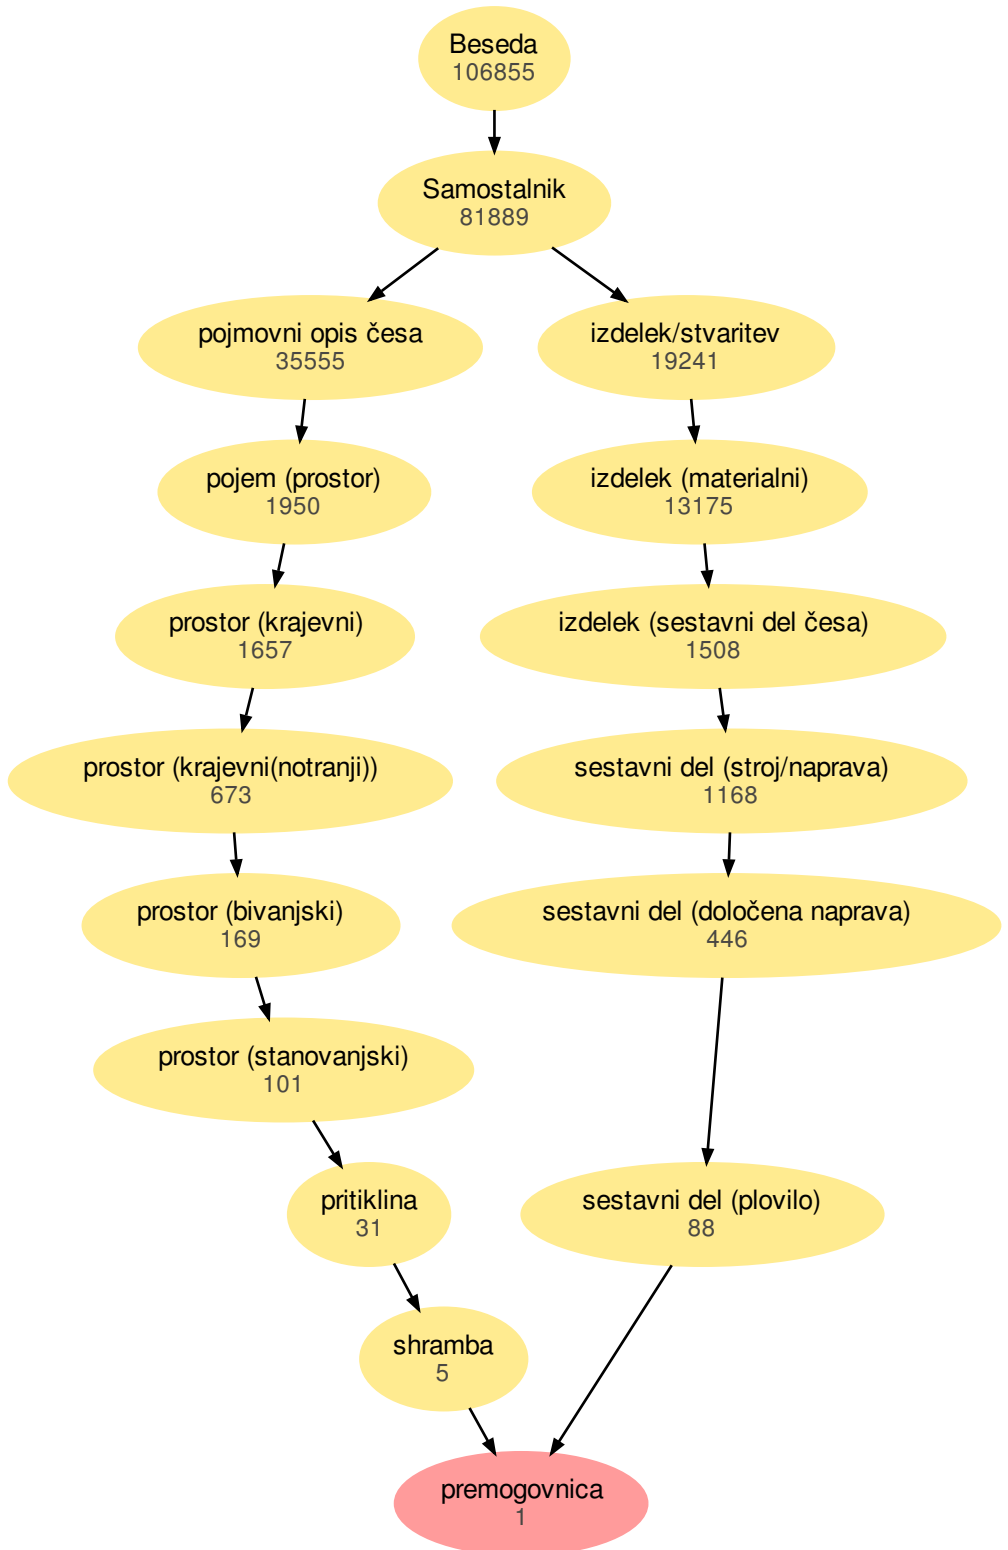 Beseda
106855
Samostalnik
81889
pojmovni opis česa
35555
izdelek/stvaritev
19241
pojem (prostor)
1950
izdelek (materialni)
13175
prostor (krajevni)
1657
izdelek (sestavni del česa)
1508
prostor (krajevni(notranji))
673
sestavni del (stroj/naprava)
1168
prostor (bivanjski)
169
sestavni del (določena naprava)
446
prostor (stanovanjski)
101
pritiklina
31
sestavni del (plovilo)
88
shramba
5
premogovnica
1